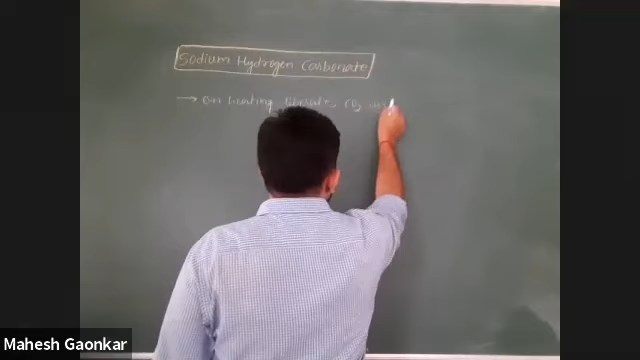 Sodium Hydrogen Carbonate
→ On heating liberates CO2
Mahesh Gaonkar